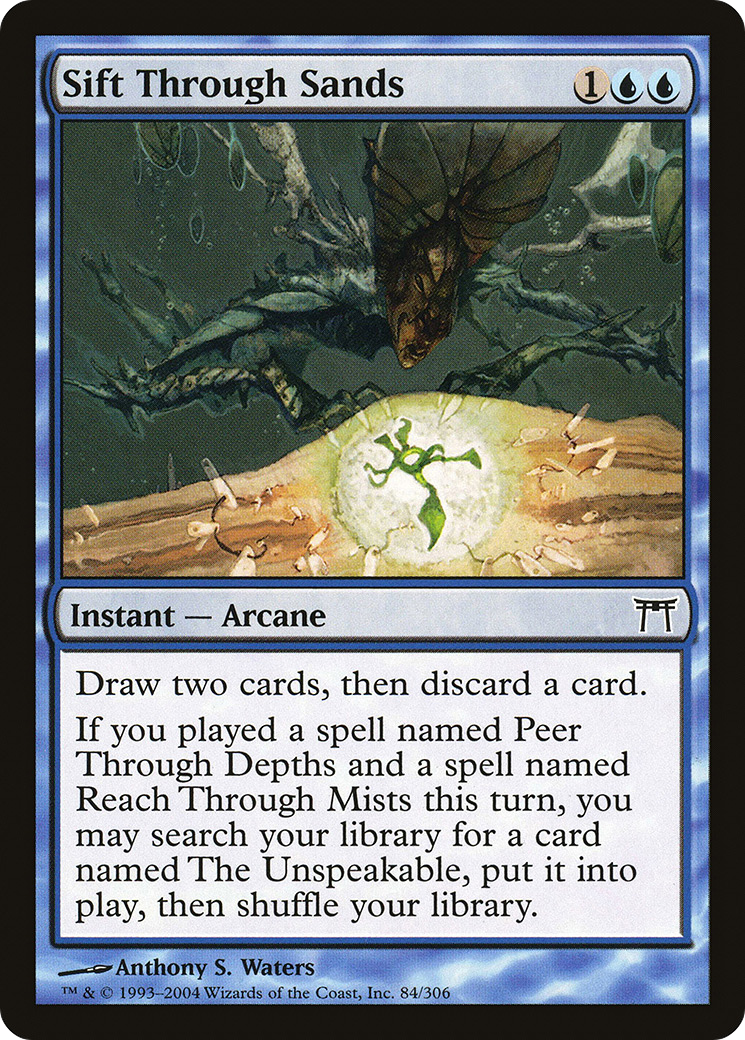 Sift Through Sands 1
Instant — Arcane
Draw two cards, then discard a card.
If you played a spell named Peer
Through Depths and a spell named
Reach Through Mists this turn, you
may search your library for a card
named The Unspeakable, put it into
play, then shuffle your library.
Anthony S. Waters
™ & © 1993–2004 Wizards of the Coast, Inc. 84/306